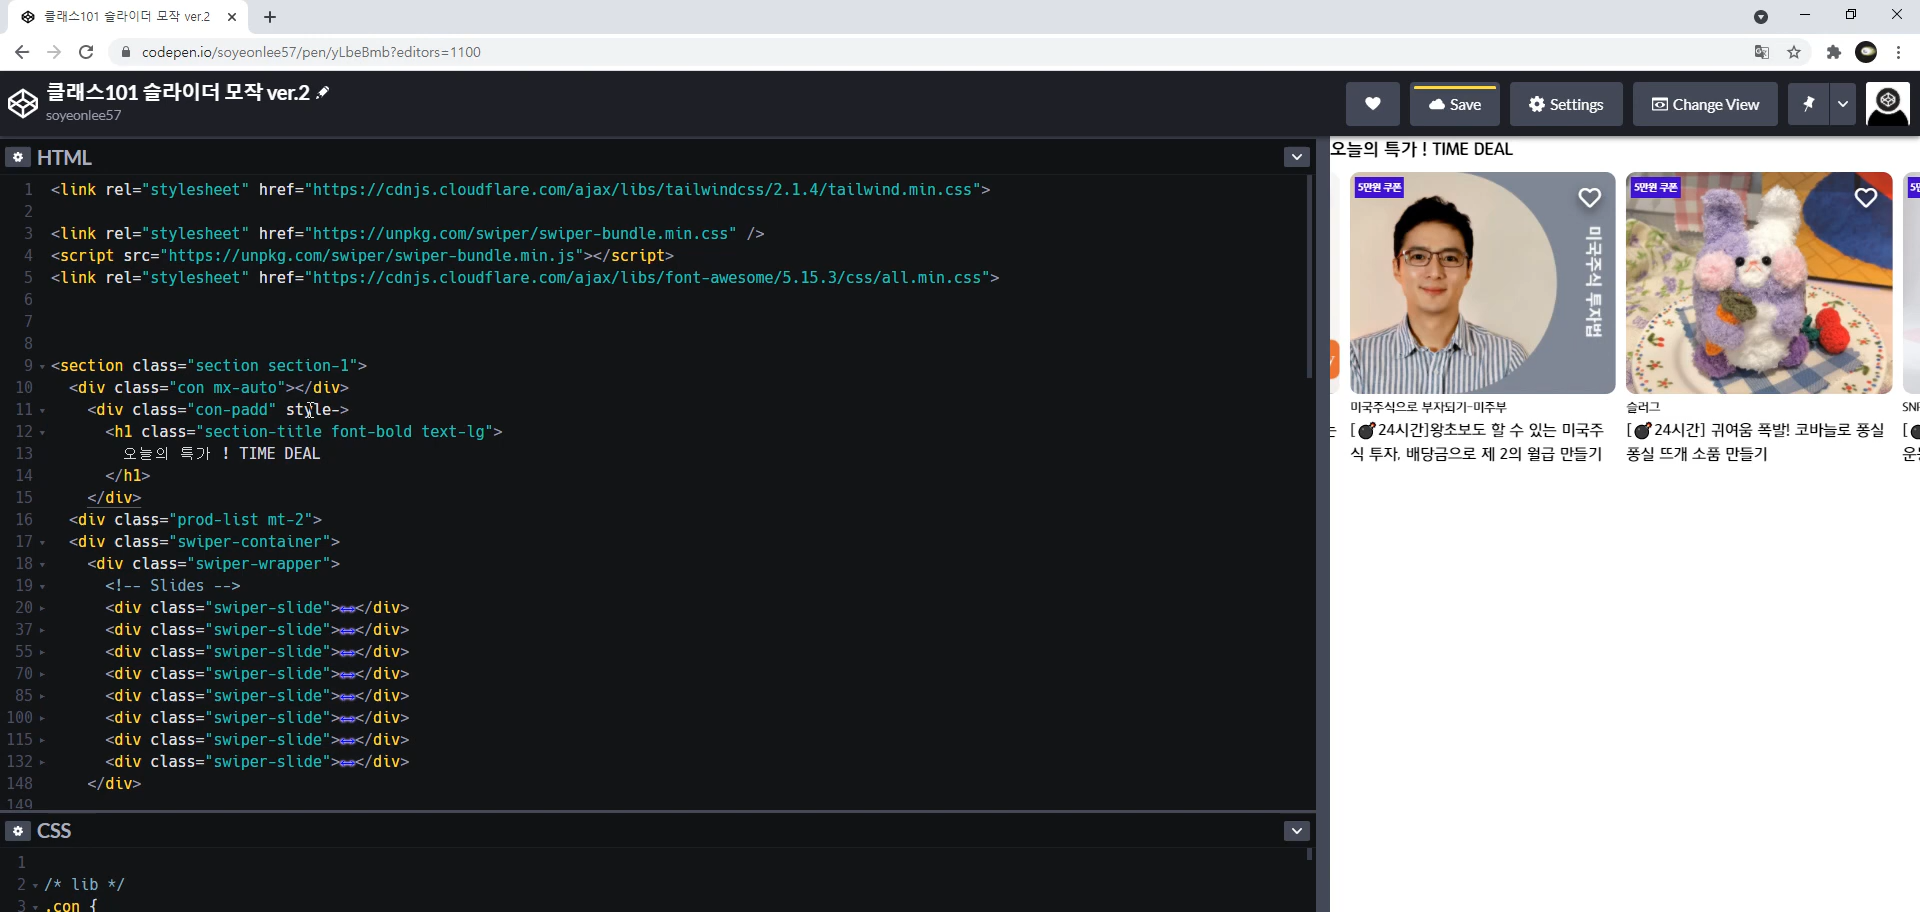 클래스101 슬라이더 모작 ver.2
codepen.io/soyeonlee57/pen/yLbeBmb?editors=1100
클래스101 슬라이더 모작 ver.2
soyeonlee57
Save
Settings
Change View
HTML
1 <link rel="stylesheet" href="https://cdnjs.cloudflare.com/ajax/libs/tailwindcss/2.1.4/tailwind.min.css">
2
3 <link rel="stylesheet" href="https://unpkg.com/swiper/swiper-bundle.min.css" />
4 <script src="https://unpkg.com/swiper/swiper-bundle.min.js"></script>
5 <link rel="stylesheet" href="https://cdnjs.cloudflare.com/ajax/libs/font-awesome/5.15.3/css/all.min.css">
6
7
8
9 <section class="section section-1">
10 <div class="con mx-auto"></div>
11 <div class="con-padd" style->
12 <h1 class="section-title font-bold text-lg">
13 오늘의 특가 ! TIME DEAL
14 </h1>
15 </div>
16 <div class="prod-list mt-2">
17 <div class="swiper-container">
18 <div class="swiper-wrapper">
19 <!-- Slides -->
20 <div class="swiper-slide"></div>
37 <div class="swiper-slide"></div>
55 <div class="swiper-slide"></div>
70 <div class="swiper-slide"></div>
85 <div class="swiper-slide"></div>
100 <div class="swiper-slide"></div>
115 <div class="swiper-slide"></div>
132 <div class="swiper-slide"></div>
148 </div>
149
CSS
1
2 /* lib */
3 .con {
오늘의 특가 ! TIME DEAL
5만원 쿠폰
미국주식 투자법
미국주식으로 부자되기-미주부
[💣24시간]왕초보도 할 수 있는 미국주
식 투자, 배당금으로 제 2의 월급 만들기
5만원 쿠폰
슬러그
[💣24시간] 귀여움 폭발! 코바늘로 퐁실
퐁실 뜨개 소품 만들기